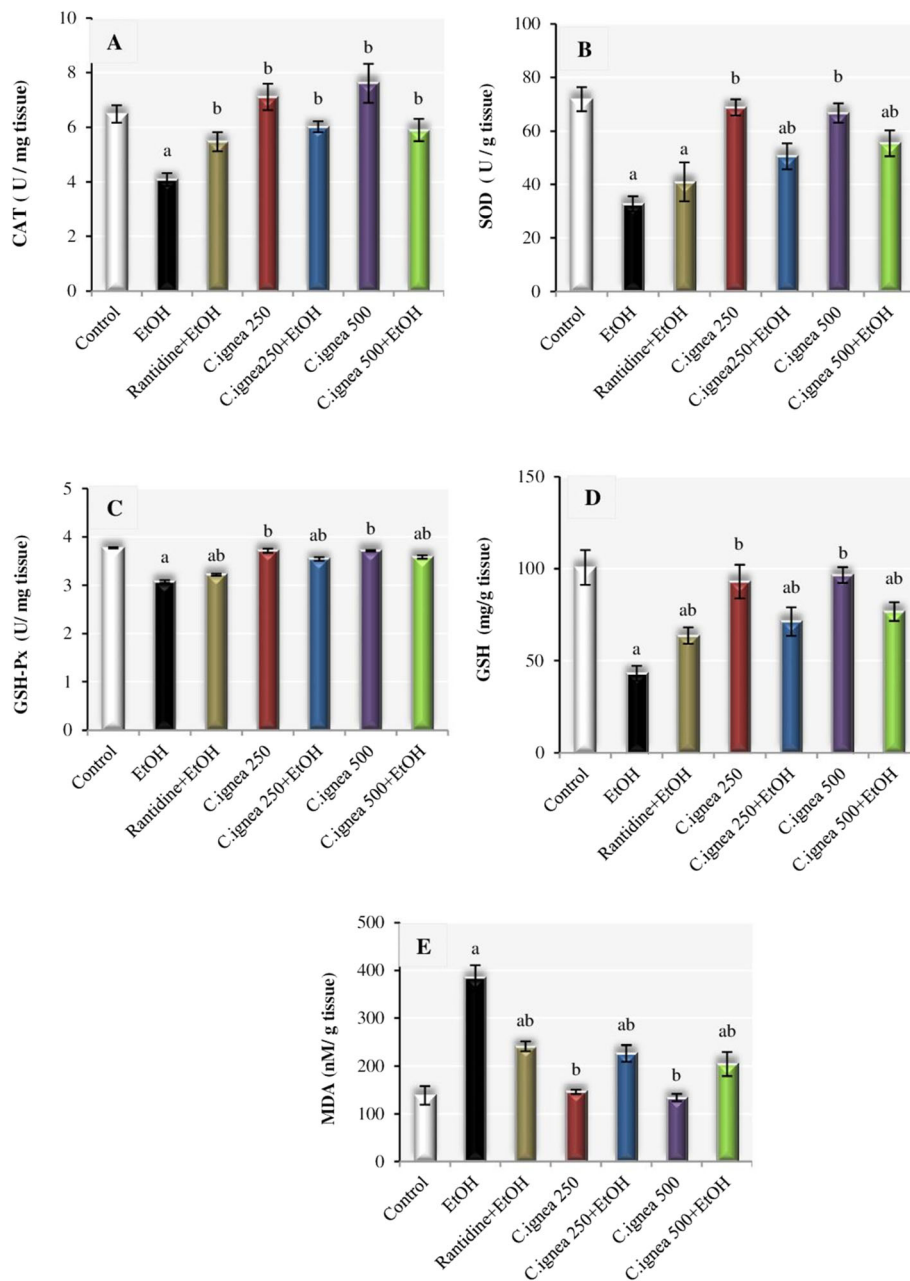 A
CAT ( U / mg tissue)
10
8
6
4
2
0
a
b
b
b
b
b
Control
EtOH
Rantidine+EtOH
C.ignea 250
C.ignea250+EtOH
C.ignea 500
C.ignea 500+EtOH
B
SOD ( U / g tissue)
100
80
60
40
20
0
a
a
b
ab
b
ab
Control
EtOH
Rantidine+EtOH
C.ignea 250
C.ignea250+EtOH
C.ignea 500
C.ignea 500+EtOH
C
GSH-Px (U/ mg tissue)
5
4
3
2
1
0
a
ab
b
ab
b
ab
Control
EtOH
Rantidine+EtOH
C.ignea 250
C.ignea 250+EtOH
C.ignea 500
C.ignea 500+EtOH
D
GSH (mg/g tissue)
150
100
50
0
a
ab
b
ab
b
ab
Control
EtOH
Rantidine+EtOH
C.ignea 250
C.ignea 250+EtOH
C.ignea 500
C.ignea 500+EtOH
E
MDA (nM/ g tissue)
500
400
300
200
100
0
a
ab
b
ab
b
ab
Control
EtOH
Rantidine+EtOH
C.ignea 250
C.ignea 250+EtOH
C.ignea 500
C.ignea 500+EtOH